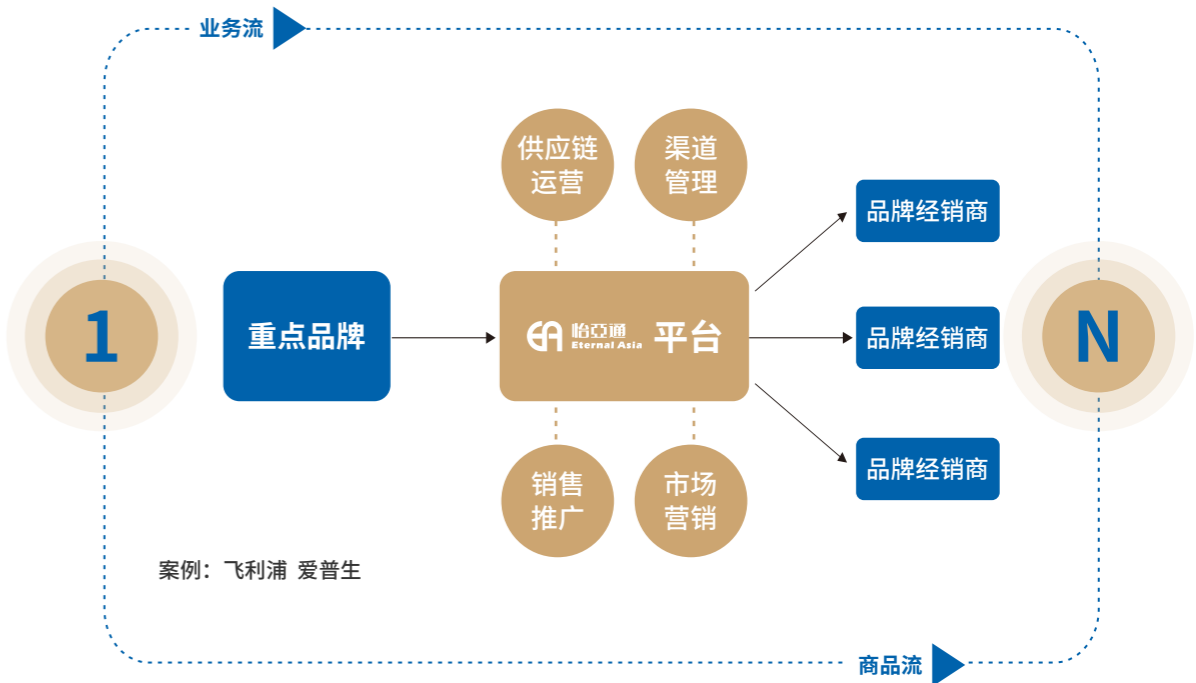 业务流
供应链
运营
渠道
管理
品牌经销商
1
重点品牌
怡亞通
Eternal Asia
平台
品牌经销商
N
品牌经销商
销售
推广
市场
营销
案例：飞利浦 爱普生
商品流